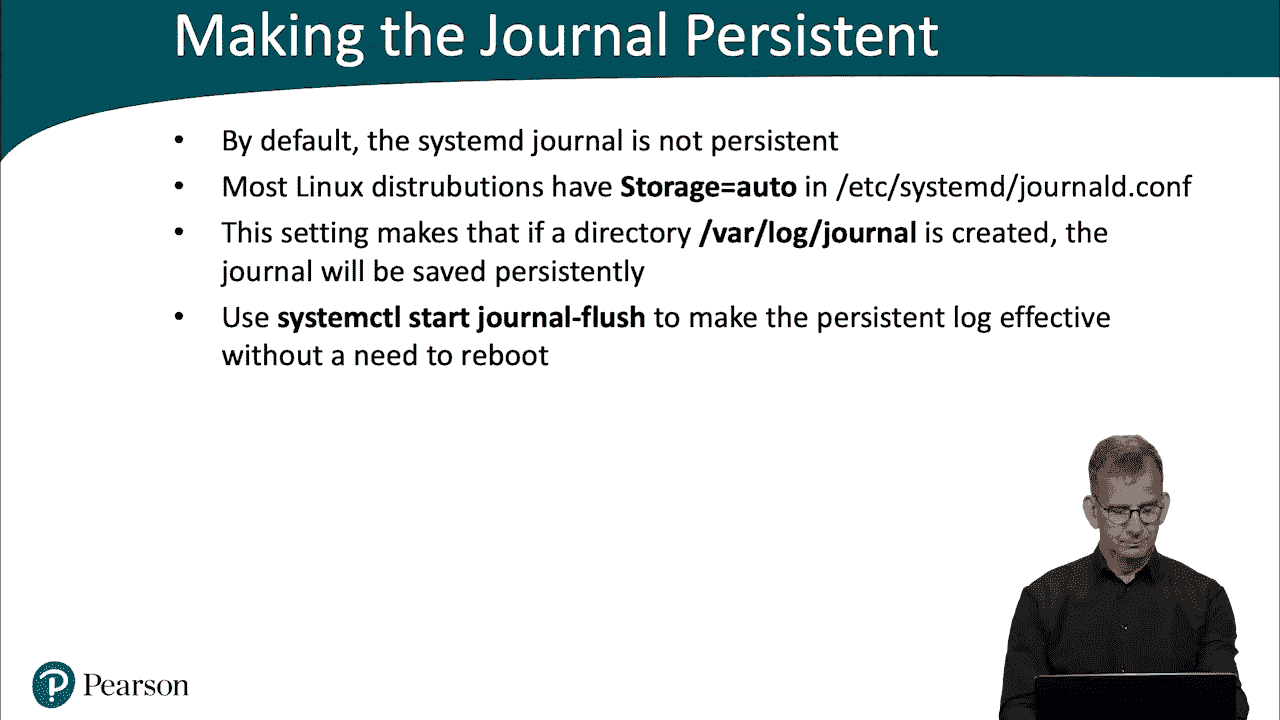 Making the Journal Persistent
• By default, the systemd journal is not persistent
• Most Linux distrubutions have Storage=auto in /etc/systemd/journald.conf
• This setting makes that if a directory /var/log/journal is created, the
journal will be saved persistently
• Use systemctl start journal-flush to make the persistent log effective
without a need to reboot
Pearson